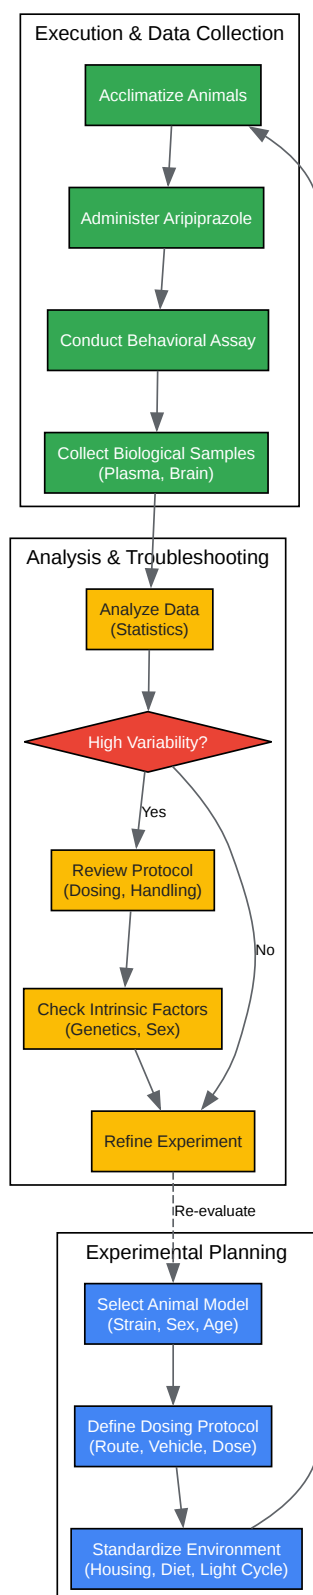 Execution & Data Collection
Acclimatize Animals
Administer Aripiprazole
Conduct Behavioral Assay
Collect Biological Samples
(Plasma, Brain)
Analysis & Troubleshooting
Analyze Data
(Statistics)
High Variability?
Yes
Review Protocol
(Dosing, Handling)
No
Check Intrinsic Factors
(Genetics, Sex)
Refine Experiment
Re-evaluate
Experimental Planning
Select Animal Model
(Strain, Sex, Age)
Define Dosing Protocol
(Route, Vehicle, Dose)
Standardize Environment
(Housing, Diet, Light Cycle)